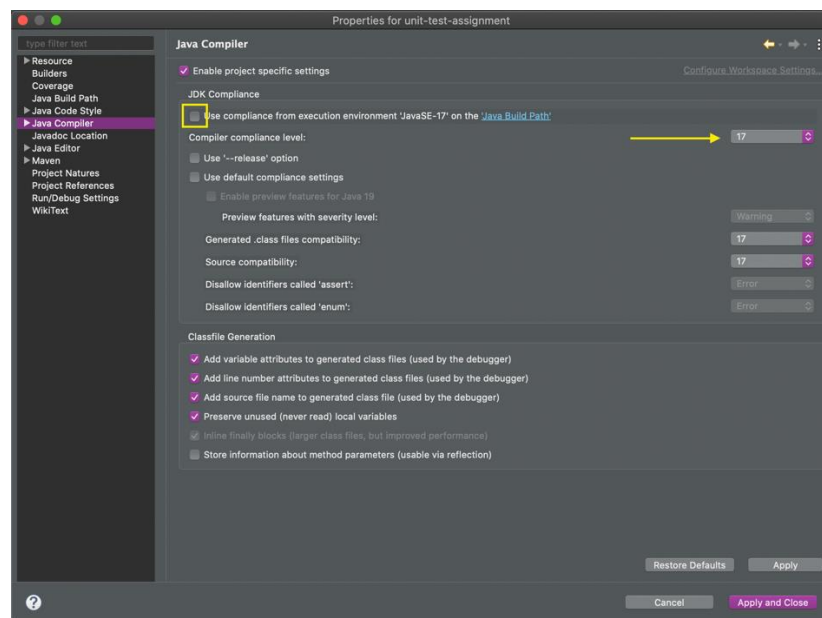 Properties for unit-test-assignment
type filter text
Java Compiler
Resource
Builders
Coverage
Java Build Path
Java Code Style
Java Compiler
Javadoc Location
Java Editor
Maven
Project Natures
Project References
Run/Debug Settings
WikiText
Enable project specific settings
Configure Workspace Settings...
JDK Compliance
Use compliance from execution environment 'JavaSE-17' on the 'Java Build Path'
Compiler compliance level: 17
Use '--release' option
Use default compliance settings
Enable preview features for Java 19
Preview features with severity level: Warning
Generated .class files compatibility: 17
Source compatibility: 17
Disallow identifiers called 'assert': Error
Disallow identifiers called 'enum': Error
Classfile Generation
Add variable attributes to generated class files (used by the debugger)
Add line number attributes to generated class files (used by the debugger)
Add source file name to generated class file (used by the debugger)
Preserve unused (never read) local variables
Inline finally blocks (larger class files, but improved performance)
Store information about method parameters (usable via reflection)
Restore Defaults
Apply
?
Cancel
Apply and Close